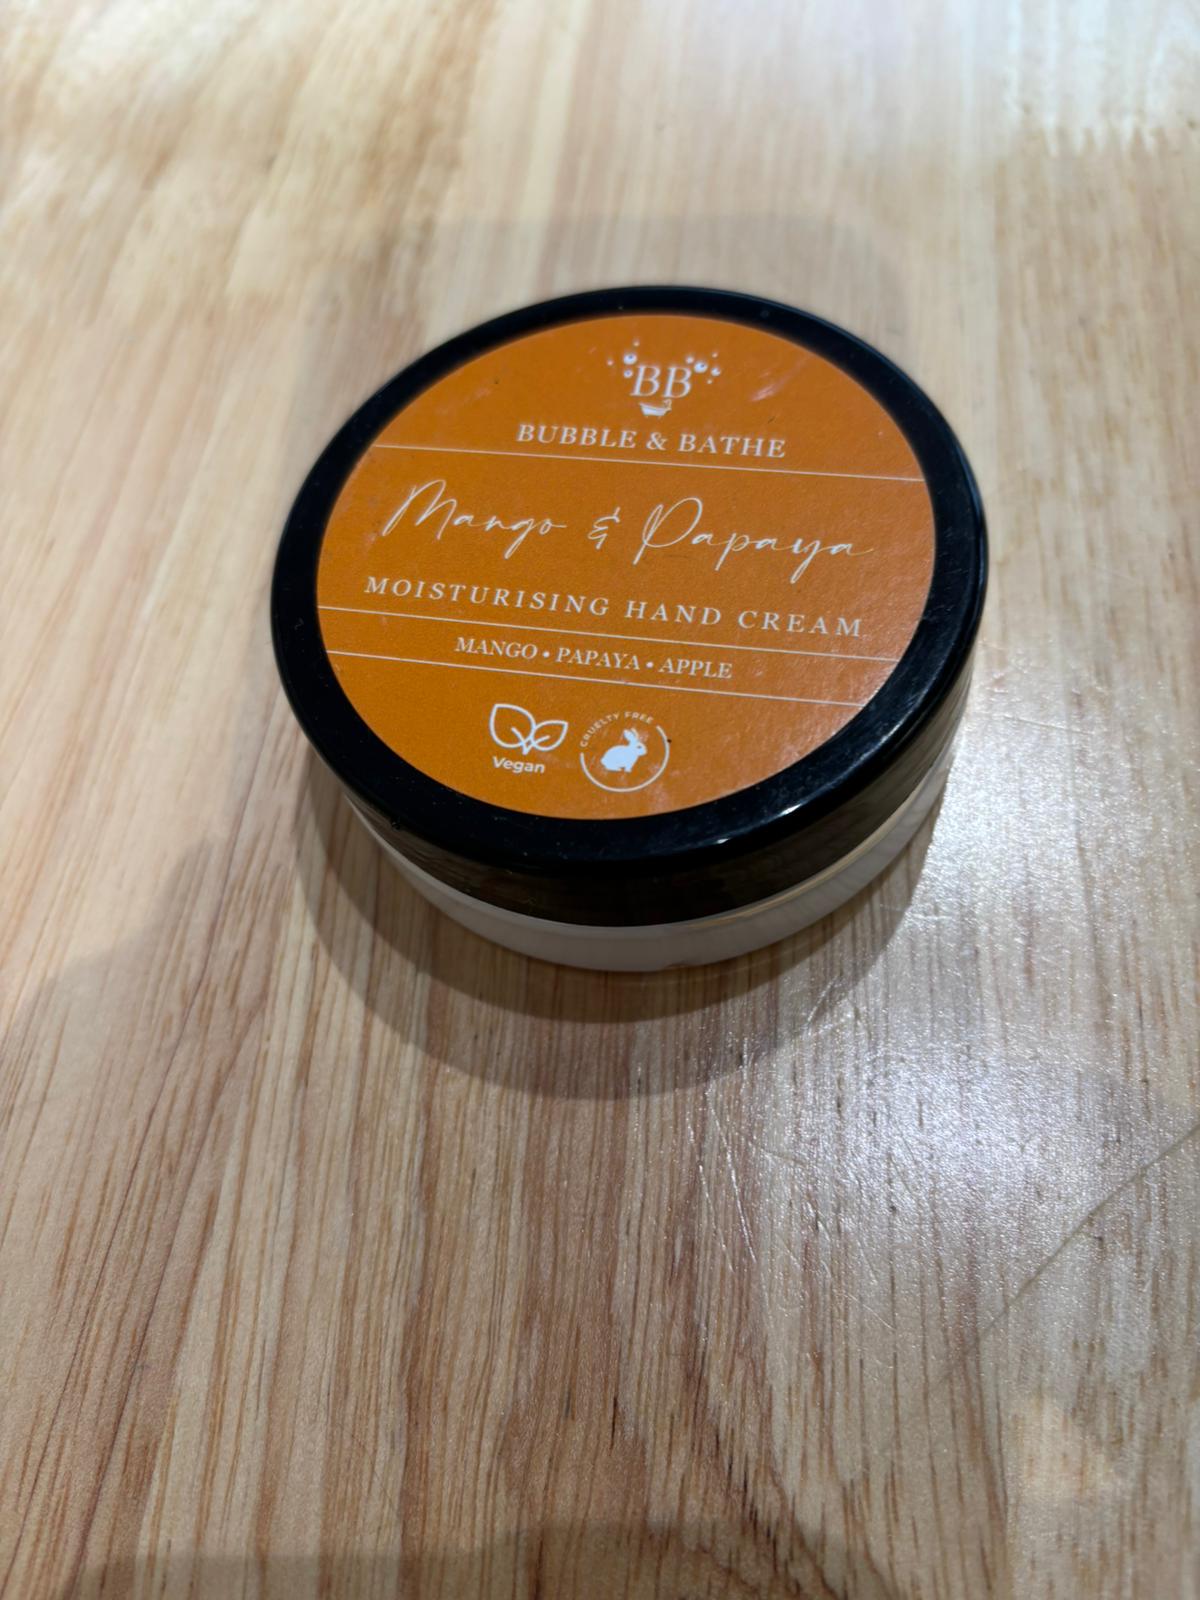 BB
BUBBLE & BATHE
Mango & Papaya
MOISTURISING HAND CREAM
MANGO • PAPAYA • APPLE
Vegan
CRUELTY FREE